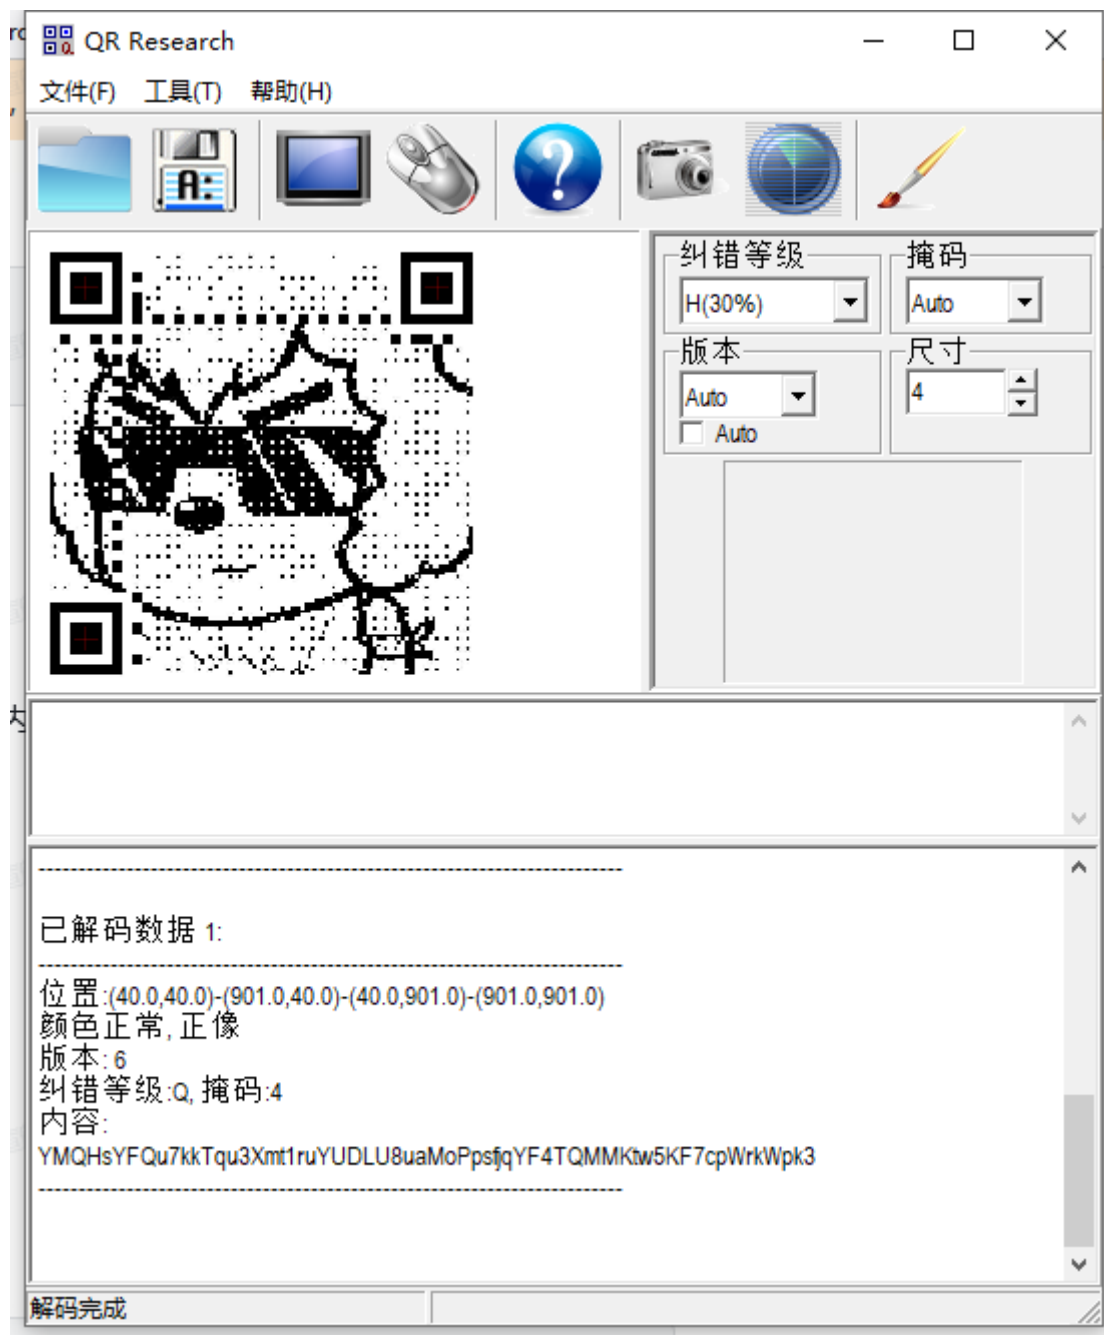 QR Research
文件(F) 工具(T) 帮助(H)
A:
纠错等级 掩码
H(30%) Auto
版本 尺寸
Auto 4
Auto
内
已解码数据 1:
位置:(40.0,40.0)-(901.0,40.0)-(40.0,901.0)-(901.0,901.0)
颜色正常, 正像
版本: 6
纠错等级:Q, 掩码:4
内容:
YMQHsYFQu7kkTqu3Xmt1ruYUDLU8uaMoPpsfjqYF4TQMMKtw5KF7cpWrkWpk3
解码完成